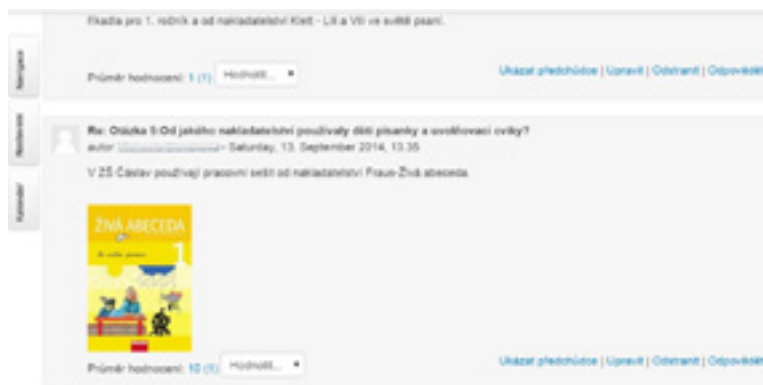 říkadla pro 1. ročník a od nakladatelství Klett - Lili a Vili ve světě psaní.
Průměr hodnocení: 1 (1) Hodnotit...
Ukázat předchůdce | Upravit | Odstranit | Odpovědět
Navigace
Nastavení
Kalendář
Re: Otázka 5:Od jakého nakladatelství používaly děti písanky a uvolňovací cviky?
autor - Saturday, 13. September 2014, 13.35
V ZŠ Čáslav používají pracovní sešit od nakladatelství Fraus-Živá abeceda.
ŽIVÁ ABECEDA
1
Průměr hodnocení: 10 (1) Hodnotit...
Ukázat předchůdce | Upravit | Odstranit | Odpovědět